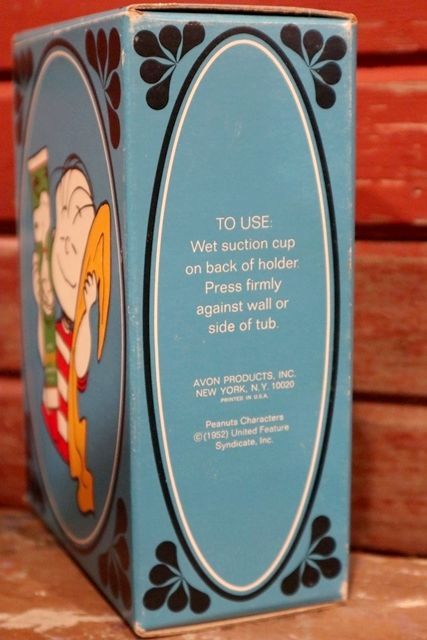 TO USE:
Wet suction cup
on back of holder.
Press firmly
against wall or
side of tub.
AVON PRODUCTS, INC.
NEW YORK, N.Y. 10020
PRINTED IN U.S.A.
Peanuts Characters
©(1952) United Feature
Syndicate, Inc.